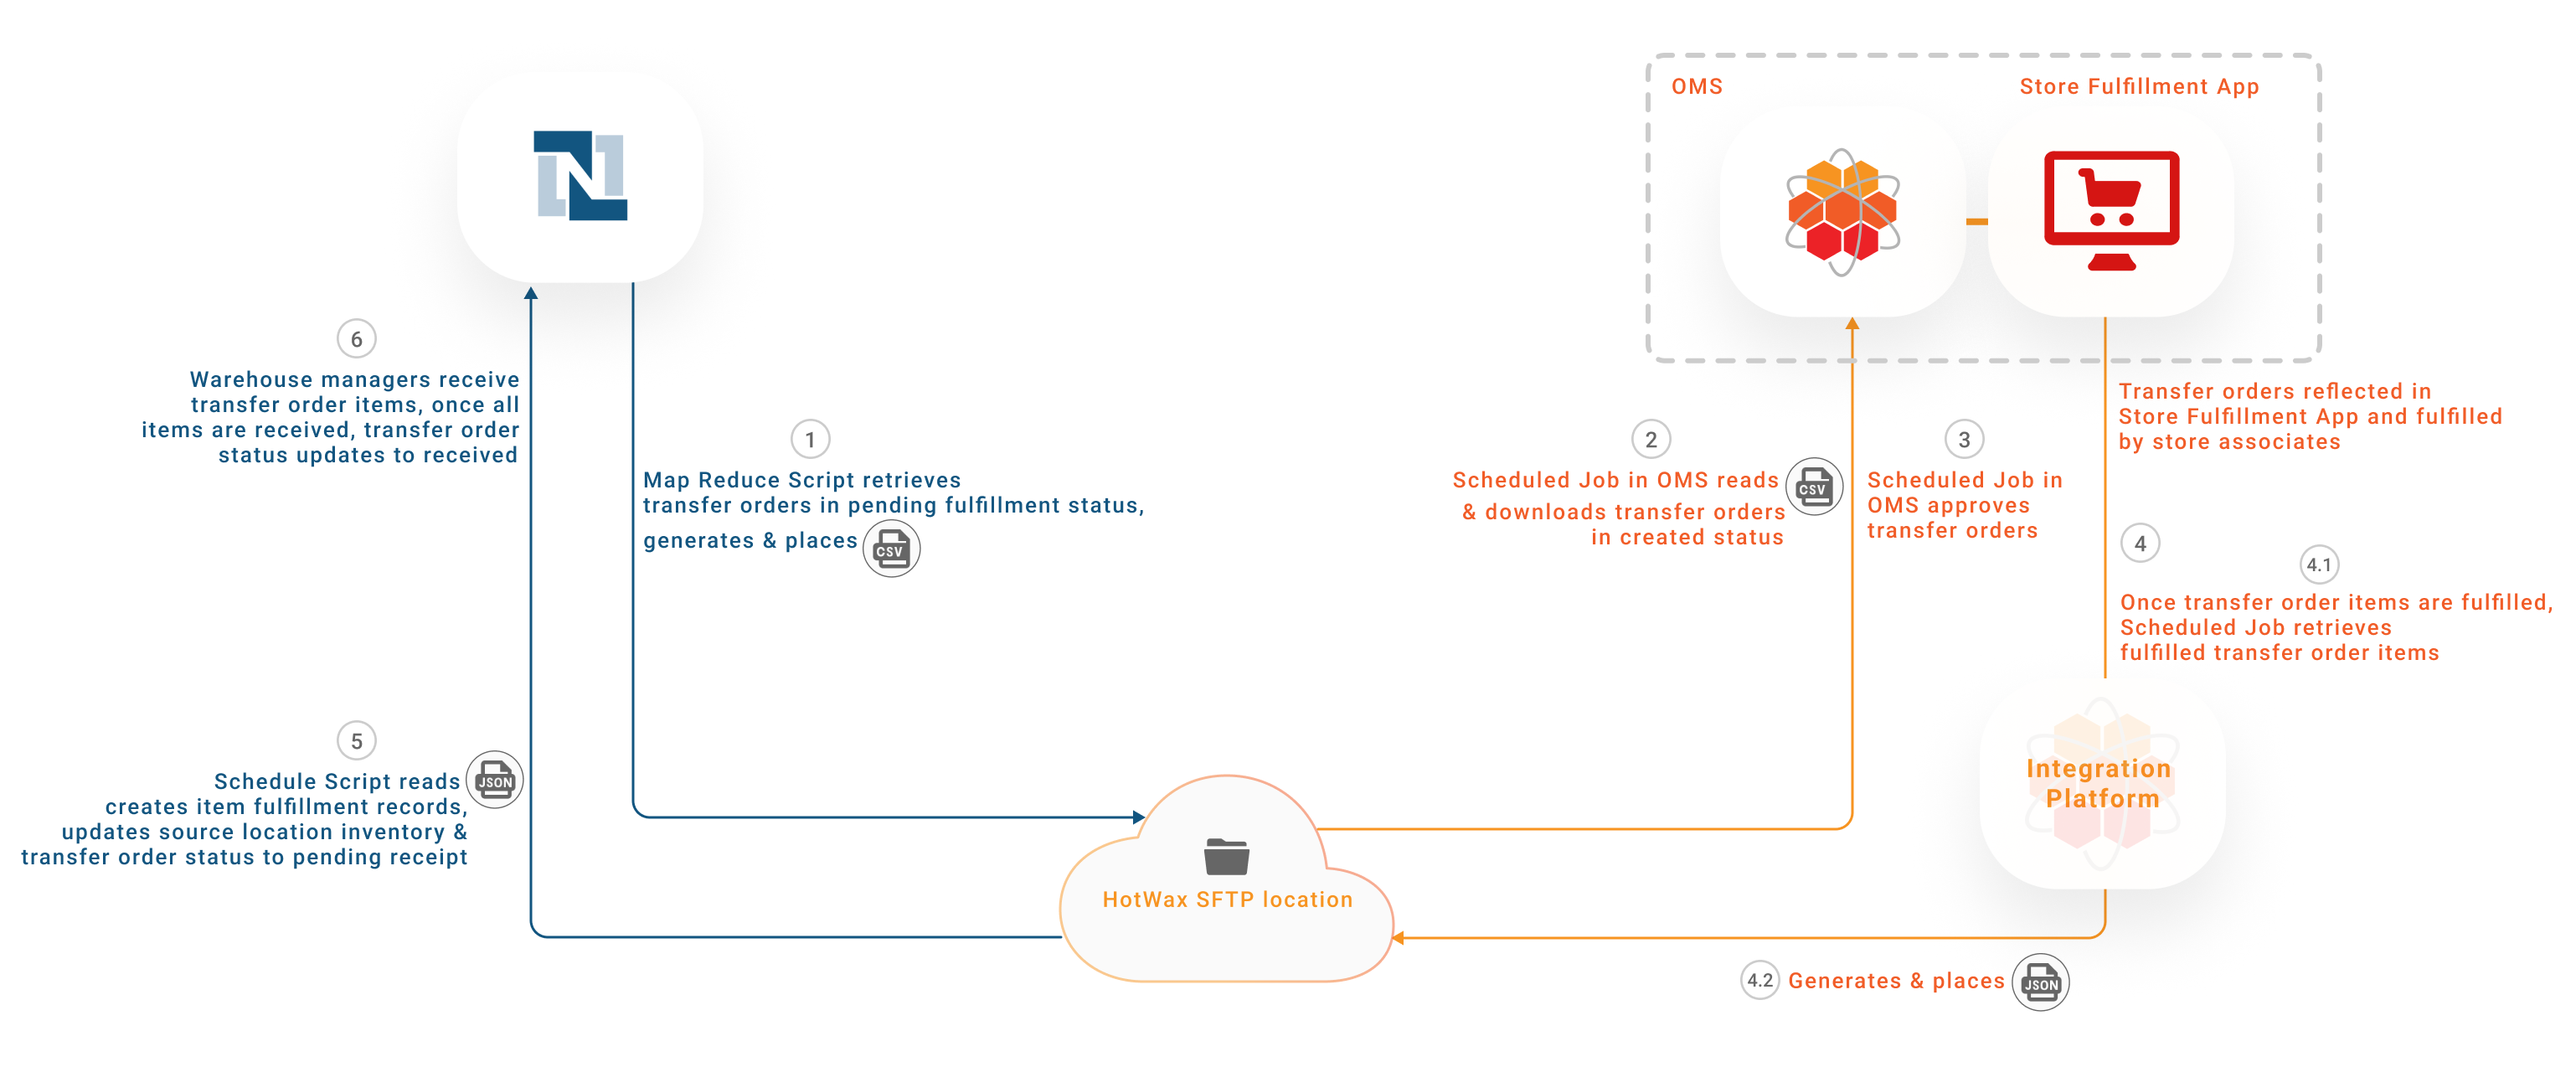 OMS
Store Fulfillment App
N
6
Warehouse managers receive
transfer order items, once all
items are received, transfer order
status updates to received
1
Map Reduce Script retrieves
transfer orders in pending fulfillment status,
generates & places
CSV
2
Scheduled Job in OMS reads
CSV
& downloads transfer orders
in created status
3
Scheduled Job in
OMS approves
transfer orders
Transfer orders reflected in
Store Fulfillment App and fulfilled
by store associates
4
4.1
Once transfer order items are fulfilled,
Scheduled Job retrieves
fulfilled transfer order items
5
Schedule Script reads
JSON
creates item fulfillment records,
updates source location inventory &
transfer order status to pending receipt
Integration
Platform
HotWax SFTP location
4.2
Generates & places
JSON